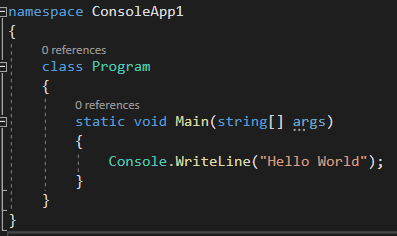 namespace ConsoleApp1
{
0 references
class Program
{
0 references
static void Main(string[] args)
{
Console.WriteLine("Hello World");
}
}
}